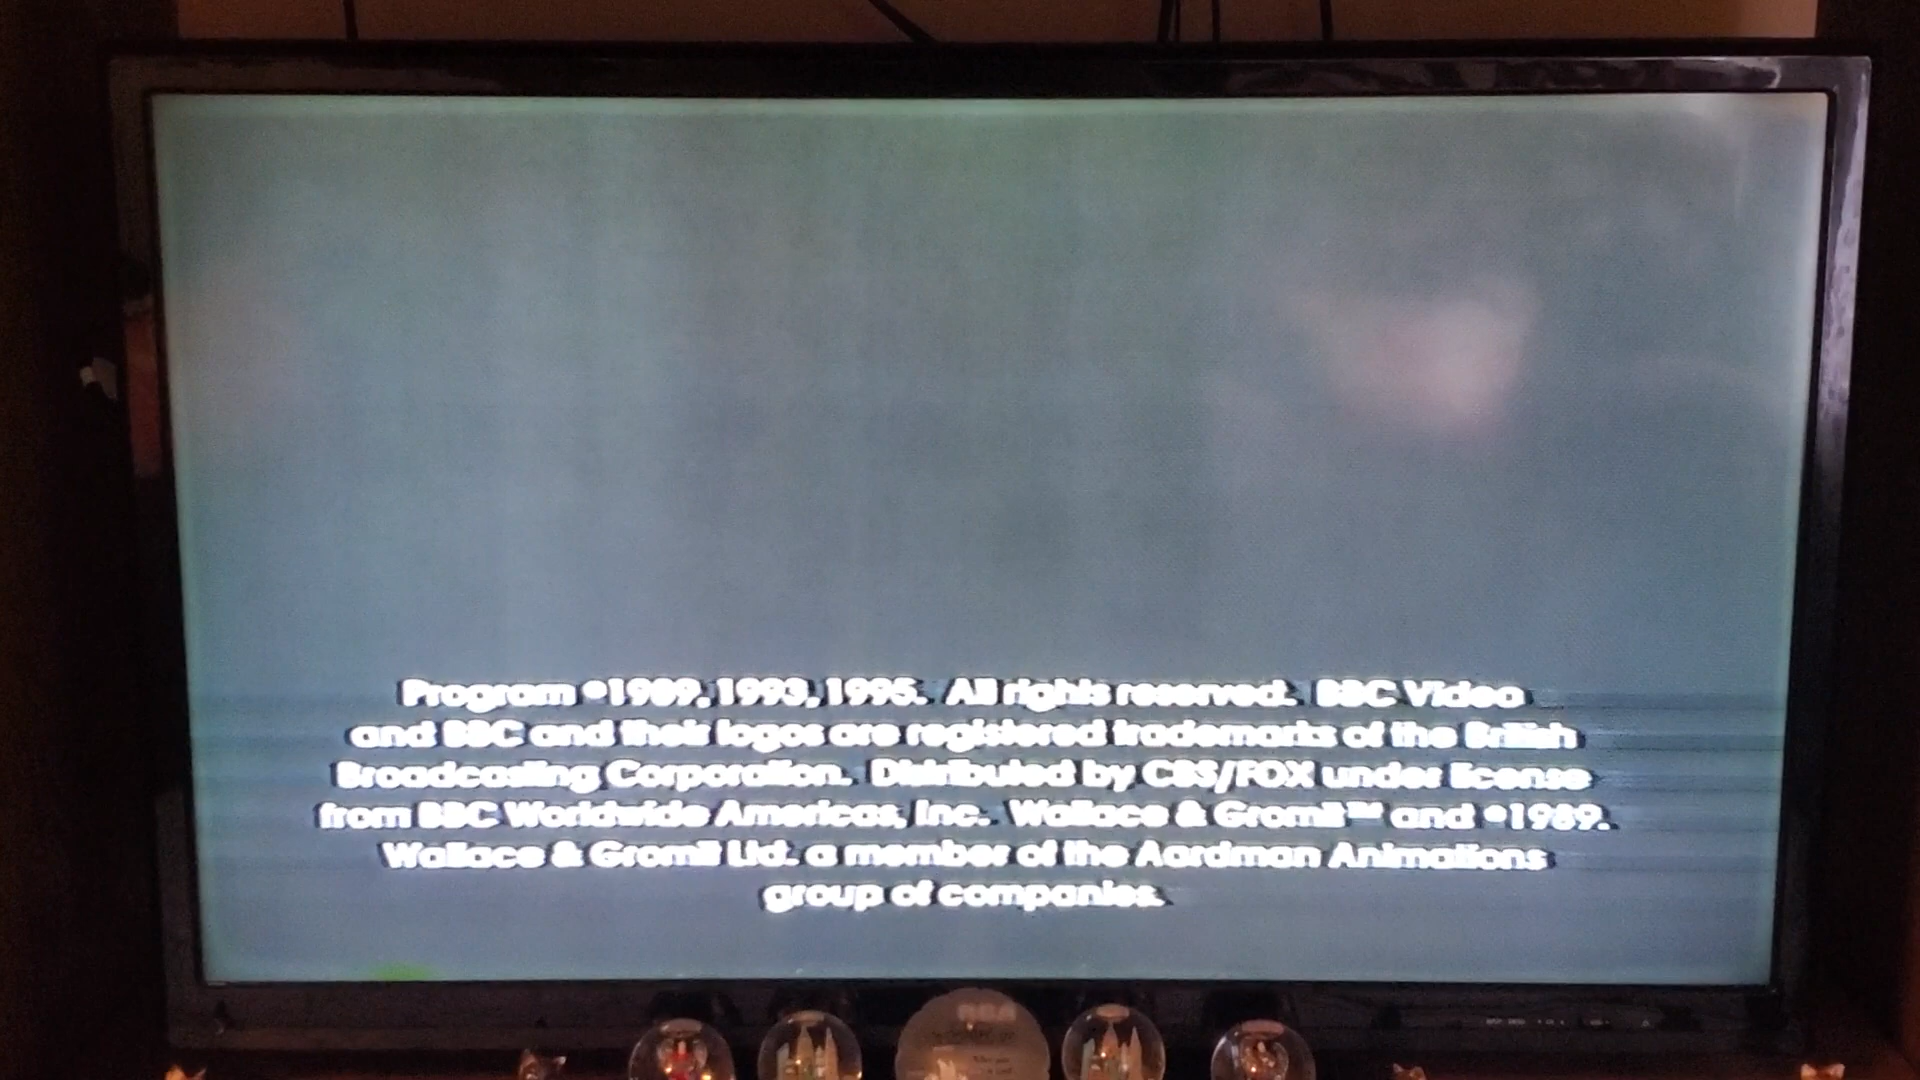 Program ©1989, 1993, 1995. All rights reserved. BBC Video
and BBC and their logos are registered trademarks of the British
Broadcasting Corporation. Distributed by CBS/FOX under license
from BBC Worldwide Americas, Inc. Wallace & Gromit™ and ©1989.
Wallace & Gromit Ltd. a member of the Aardman Animations
group of companies.
RCA